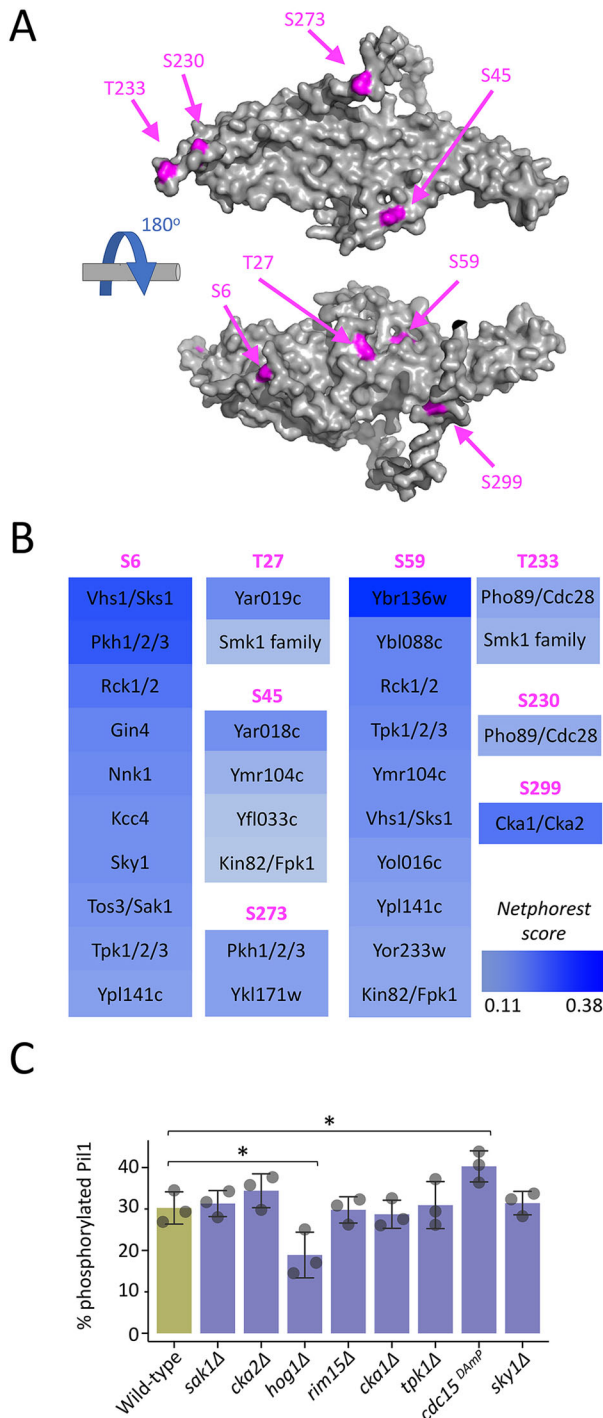 A
S273
S230
T233
S45
180°
T27
S59
S6
S299
B
S6
Vhs1/Sks1
Pkh1/2/3
Rck1/2
Gin4
Nnk1
Kcc4
Sky1
Tos3/Sak1
Tpk1/2/3
Ypl141c
T27
Yar019c
Smk1 family
S45
Yar018c
Ymr104c
Yfl033c
Kin82/Fpk1
S273
Pkh1/2/3
Ykl171w
S59
Ybr136w
Ybl088c
Rck1/2
Tpk1/2/3
Ymr104c
Vhs1/Sks1
Yol016c
Ypl141c
Yor233w
Kin82/Fpk1
T233
Pho89/Cdc28
Smk1 family
S230
Pho89/Cdc28
S299
Cka1/Cka2
Netphorest
score
0.11 0.38
C
% phosphorylated Pil1
40
30
20
10
0
*
*
Wild-type
sak1Δ
cka2Δ
hog1Δ
rim15Δ
cka1Δ
tpk1Δ
cdc15 DAmP
sky1Δ